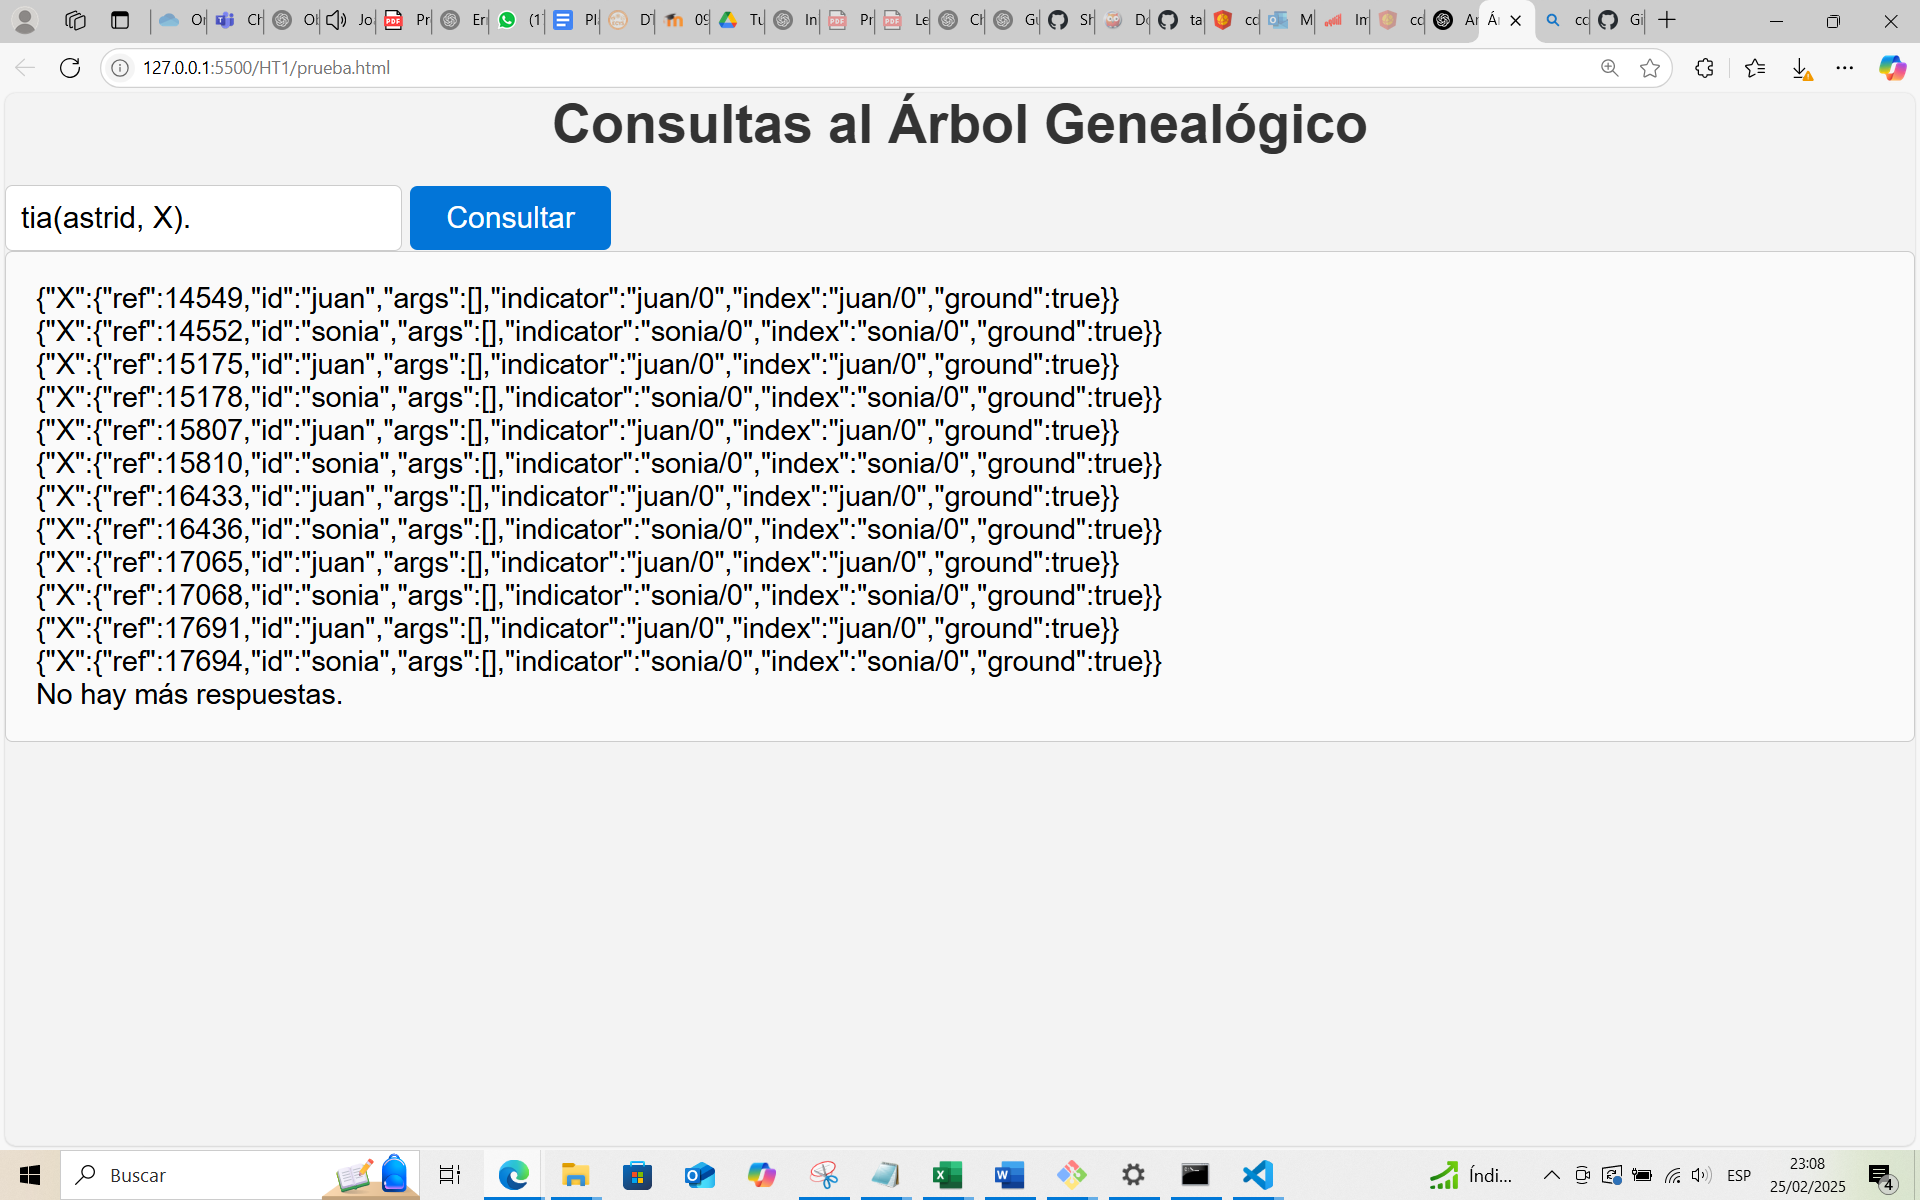 Or
Ch
Ol
Jo
Pr
En
(1
Pl
DT
09
Tu
In
Pr
Le
Ch
Gu
Sh
Do
ta
cc
M
Im
cc
Ar
Ár
cc
Gi
127.0.0.1:5500/HT1/prueba.html
Consultas al Árbol Genealógico
tia(astrid, X).
Consultar
{"X":{"ref":14549,"id":"juan","args":[],"indicator":"juan/0","index":"juan/0","ground":true}}
{"X":{"ref":14552,"id":"sonia","args":[],"indicator":"sonia/0","index":"sonia/0","ground":true}}
{"X":{"ref":15175,"id":"juan","args":[],"indicator":"juan/0","index":"juan/0","ground":true}}
{"X":{"ref":15178,"id":"sonia","args":[],"indicator":"sonia/0","index":"sonia/0","ground":true}}
{"X":{"ref":15807,"id":"juan","args":[],"indicator":"juan/0","index":"juan/0","ground":true}}
{"X":{"ref":15810,"id":"sonia","args":[],"indicator":"sonia/0","index":"sonia/0","ground":true}}
{"X":{"ref":16433,"id":"juan","args":[],"indicator":"juan/0","index":"juan/0","ground":true}}
{"X":{"ref":16436,"id":"sonia","args":[],"indicator":"sonia/0","index":"sonia/0","ground":true}}
{"X":{"ref":17065,"id":"juan","args":[],"indicator":"juan/0","index":"juan/0","ground":true}}
{"X":{"ref":17068,"id":"sonia","args":[],"indicator":"sonia/0","index":"sonia/0","ground":true}}
{"X":{"ref":17691,"id":"juan","args":[],"indicator":"juan/0","index":"juan/0","ground":true}}
{"X":{"ref":17694,"id":"sonia","args":[],"indicator":"sonia/0","index":"sonia/0","ground":true}}
No hay más respuestas.
Buscar
Índi...
ESP
23:08
25/02/2025
4